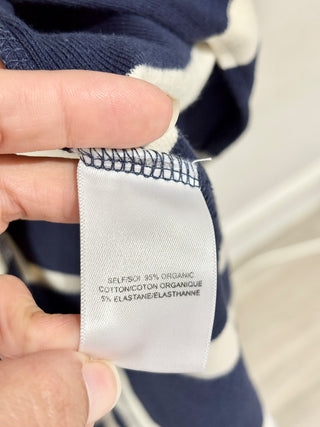 SELF/SOI 95% ORGANIC
COTTON/COTON ORGANIQUE
5% ELASTANE/ELASTHANNE